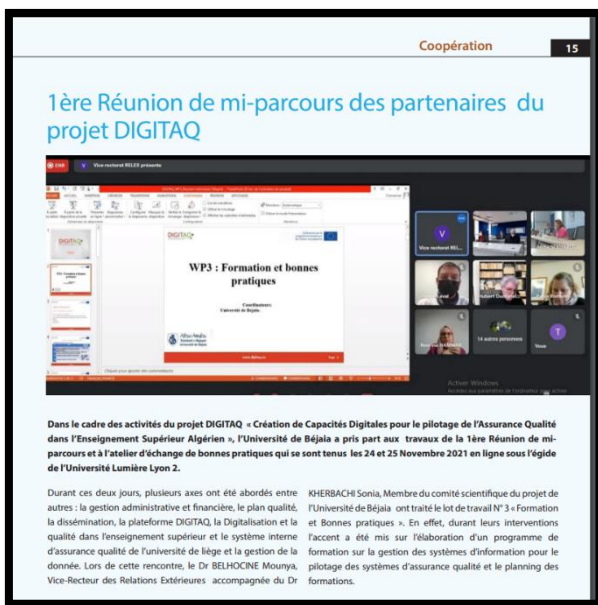 Coopération 15
1ère Réunion de mi-parcours des partenaires du
projet DIGITAQ
Vice rectorat RELEX présente
DIGITAQ
WP3 : Formation et bonnes
pratiques
Coordinateurs:
Université de Bejaia.
Vice rectorat REL...
14 autres personnes
Vous
Activer Windows
Dans le cadre des activités du projet DIGITAQ « Création de Capacités Digitales pour le pilotage de l'Assurance Qualité
dans l'Enseignement Supérieur Algérien », l'Université de Béjaia a pris part aux travaux de la 1ère Réunion de mi-
parcours et à l'atelier d'échange de bonnes pratiques qui se sont tenus les 24 et 25 Novembre 2021 en ligne sous l'égide
de l'Université Lumière Lyon 2.
Durant ces deux jours, plusieurs axes ont été abordés entre
autres : la gestion administrative et financière, le plan qualité,
la dissémination, la plateforme DIGITAQ, la Digitalisation et la
qualité dans l'enseignement supérieur et le système interne
d'assurance qualité de l'université de liège et la gestion de la
donnée. Lors de cette rencontre, le Dr BELHOCINE Mounya,
Vice-Recteur des Relations Extérieures accompagnée du Dr
KHERBACHI Sonia, Membre du comité scientifique du projet de
l'Université de Béjaia ont traité le lot de travail N° 3 « Formation
et Bonnes pratiques ». En effet, durant leurs interventions
l'accent a été mis sur l'élaboration d'un programme de
formation sur la gestion des systèmes d'information pour le
pilotage des systèmes d'assurance qualité et le planning des
formations.